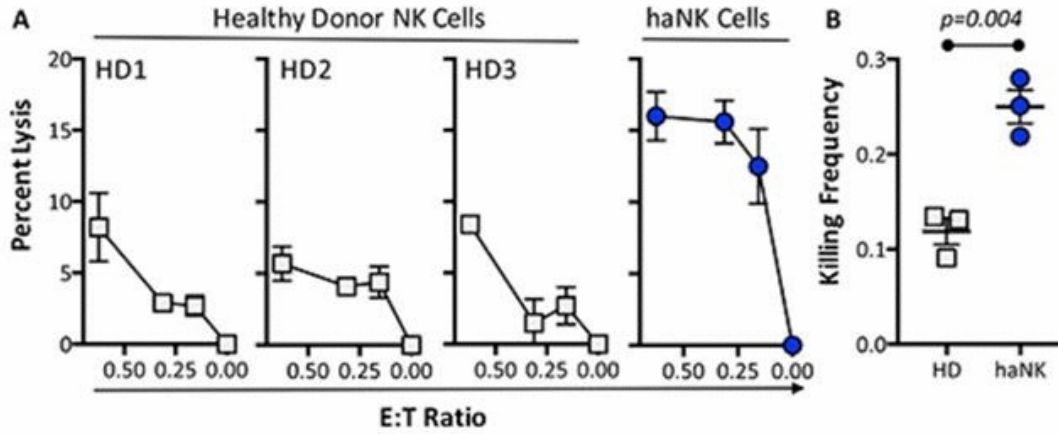 A
Healthy Donor NK Cells
haNK Cells
B
p=0.004
Percent Lysis
20
15
10
5
0
HD1
HD2
HD3
0.50 0.25 0.00
0.50 0.25 0.00
0.50 0.25 0.00
0.50 0.25 0.00
E:T Ratio
Killing Frequency
0.3
0.2
0.1
0.0
HD
haNK